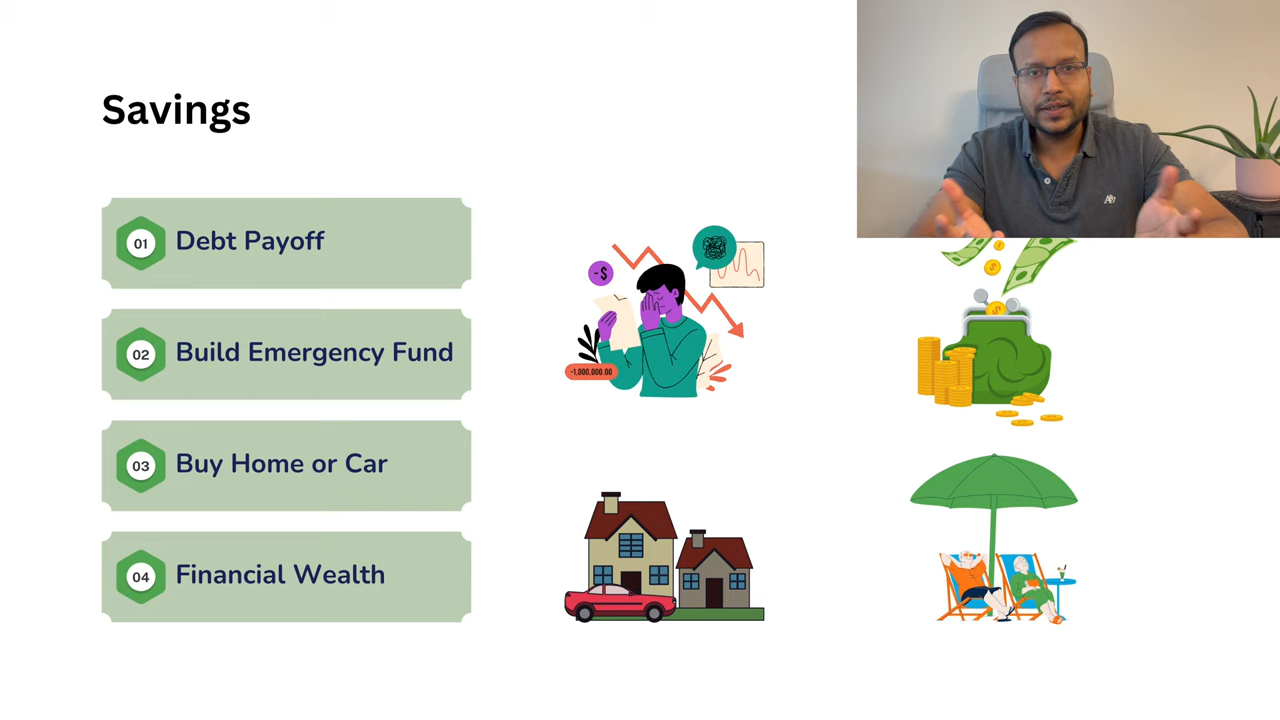 Savings
01 Debt Payoff
02 Build Emergency Fund
03 Buy Home or Car
04 Financial Wealth
-$
-1,000,000.00
$
$